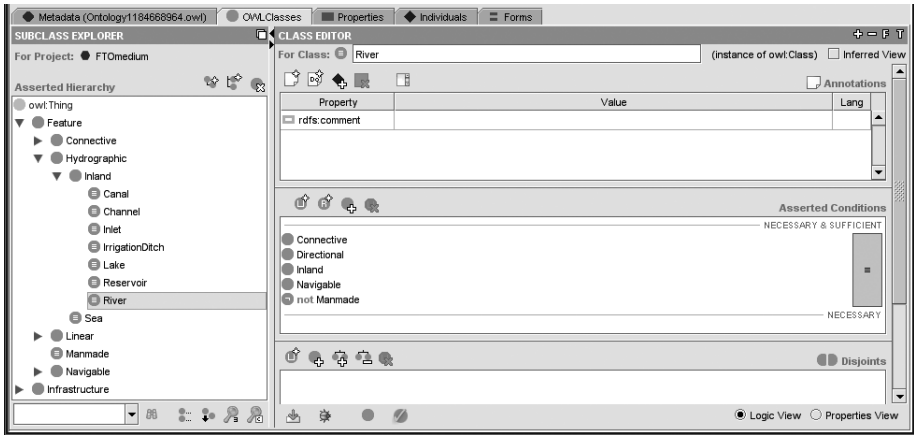 Metadata (Ontology1184668964.owl) OWLClasses Properties Individuals Forms
SUBCLASS EXPLORER
For Project: FTOmedium
Asserted Hierarchy
owl:Thing
Feature
Connective
Hydrographic
Inland
Canal
Channel
Inlet
IrrigationDitch
Lake
Reservoir
River
Sea
Linear
Manmade
Navigable
Infrastructure
CLASS EDITOR
F T
For Class: River (instance of owl:Class) Inferred View
Annotations
Property Value Lang
rdfs:comment
Asserted Conditions
NECESSARY & SUFFICIENT
Connective
Directional
Inland
Navigable
not Manmade
=
NECESSARY
Disjoints
Logic View Properties View